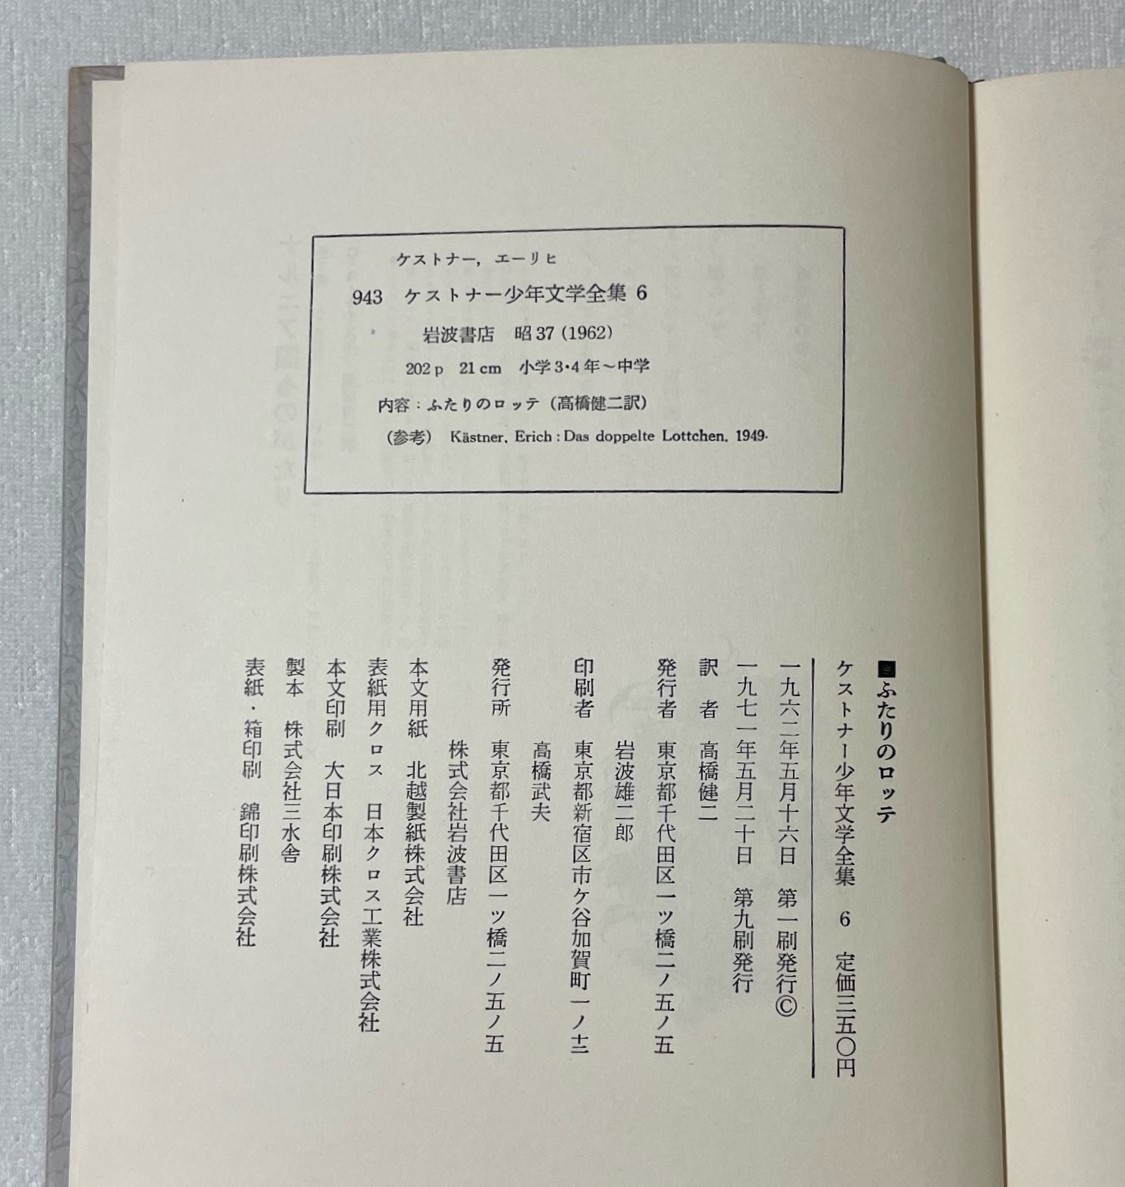 ケストナー, エーリヒ
943 ケストナー少年文学全集 6
岩波書店 昭37 (1962)
202 p 21 cm 小学3・4年〜中学
内容：ふたりのロッテ（高橋健二訳）
（参考） Kästner, Erich : Das doppelte Lottchen, 1949.
■ふたりのロッテ
ケストナー少年文学全集 6 定価三五〇円
一九六二年五月十六日 第一刷発行©
一九七一年五月二十日 第九刷発行
訳者 高橋健二
発行者 東京都千代田区一ツ橋二ノ五ノ五
岩波雄二郎
印刷者 東京都新宿区市ケ谷加賀町一ノ十二
高橋武夫
発行所 東京都千代田区一ツ橋二ノ五ノ五
株式会社岩波書店
本文用紙 北越製紙株式会社
表紙用クロス 日本クロス工業株式会社
本文印刷 大日本印刷株式会社
製本 株式会社三水舎
表紙・箱印刷 錦印刷株式会社